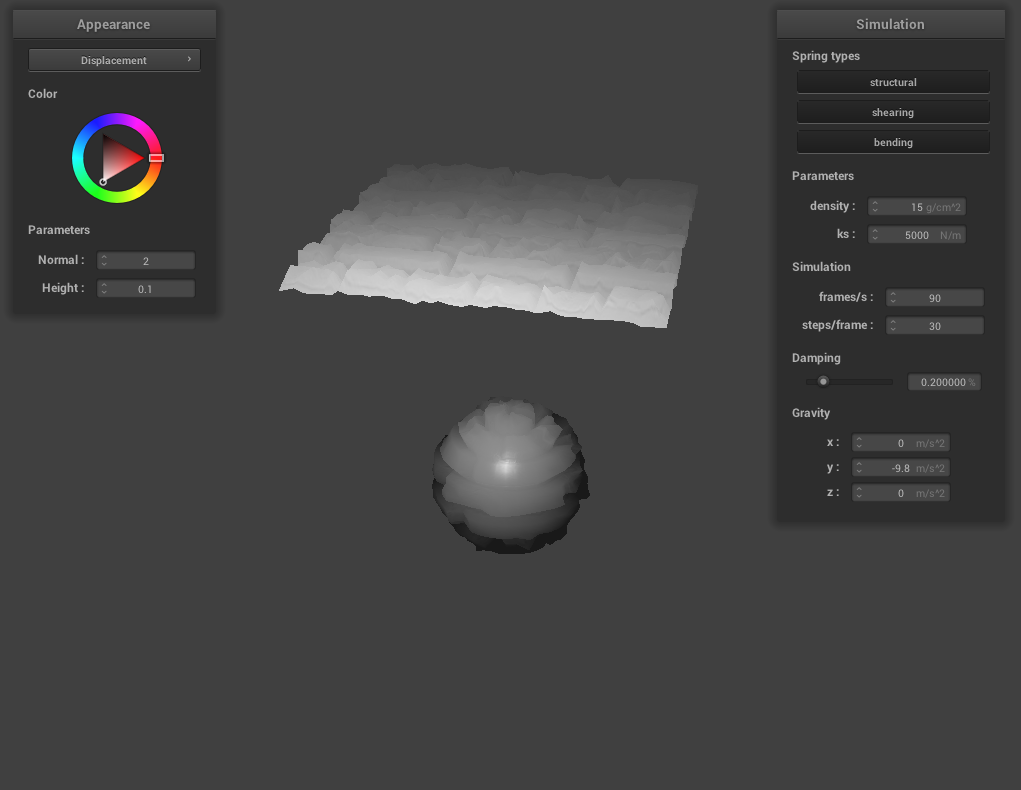 Appearance
Displacement
Color
Parameters
Normal : 2
Height : 0.1
Simulation
Spring types
structural
shearing
bending
Parameters
density : 15 g/cm^2
ks : 5000 N/m
Simulation
frames/s : 90
steps/frame : 30
Damping
0.200000 %
Gravity
x : 0 m/s^2
y : -9.8 m/s^2
z : 0 m/s^2